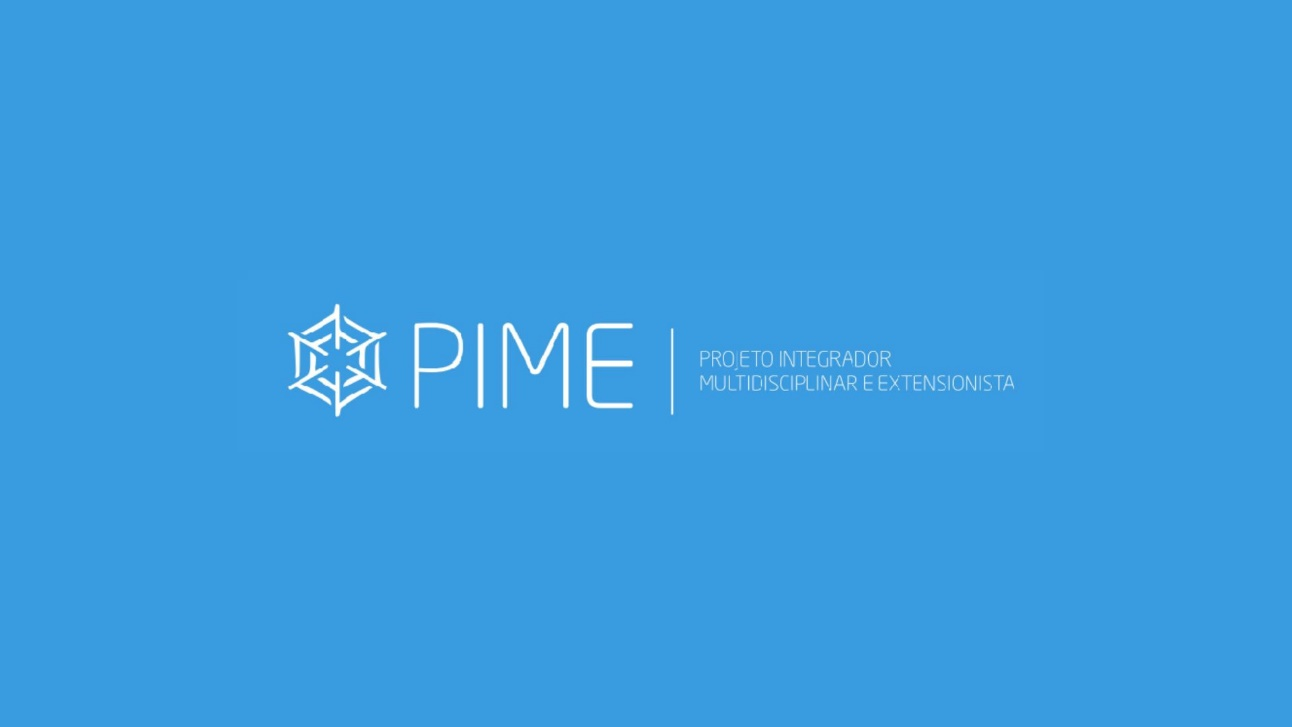 PIME
PROJETO INTEGRADOR
MULTIDISCIPLINAR E EXTENSIONISTA